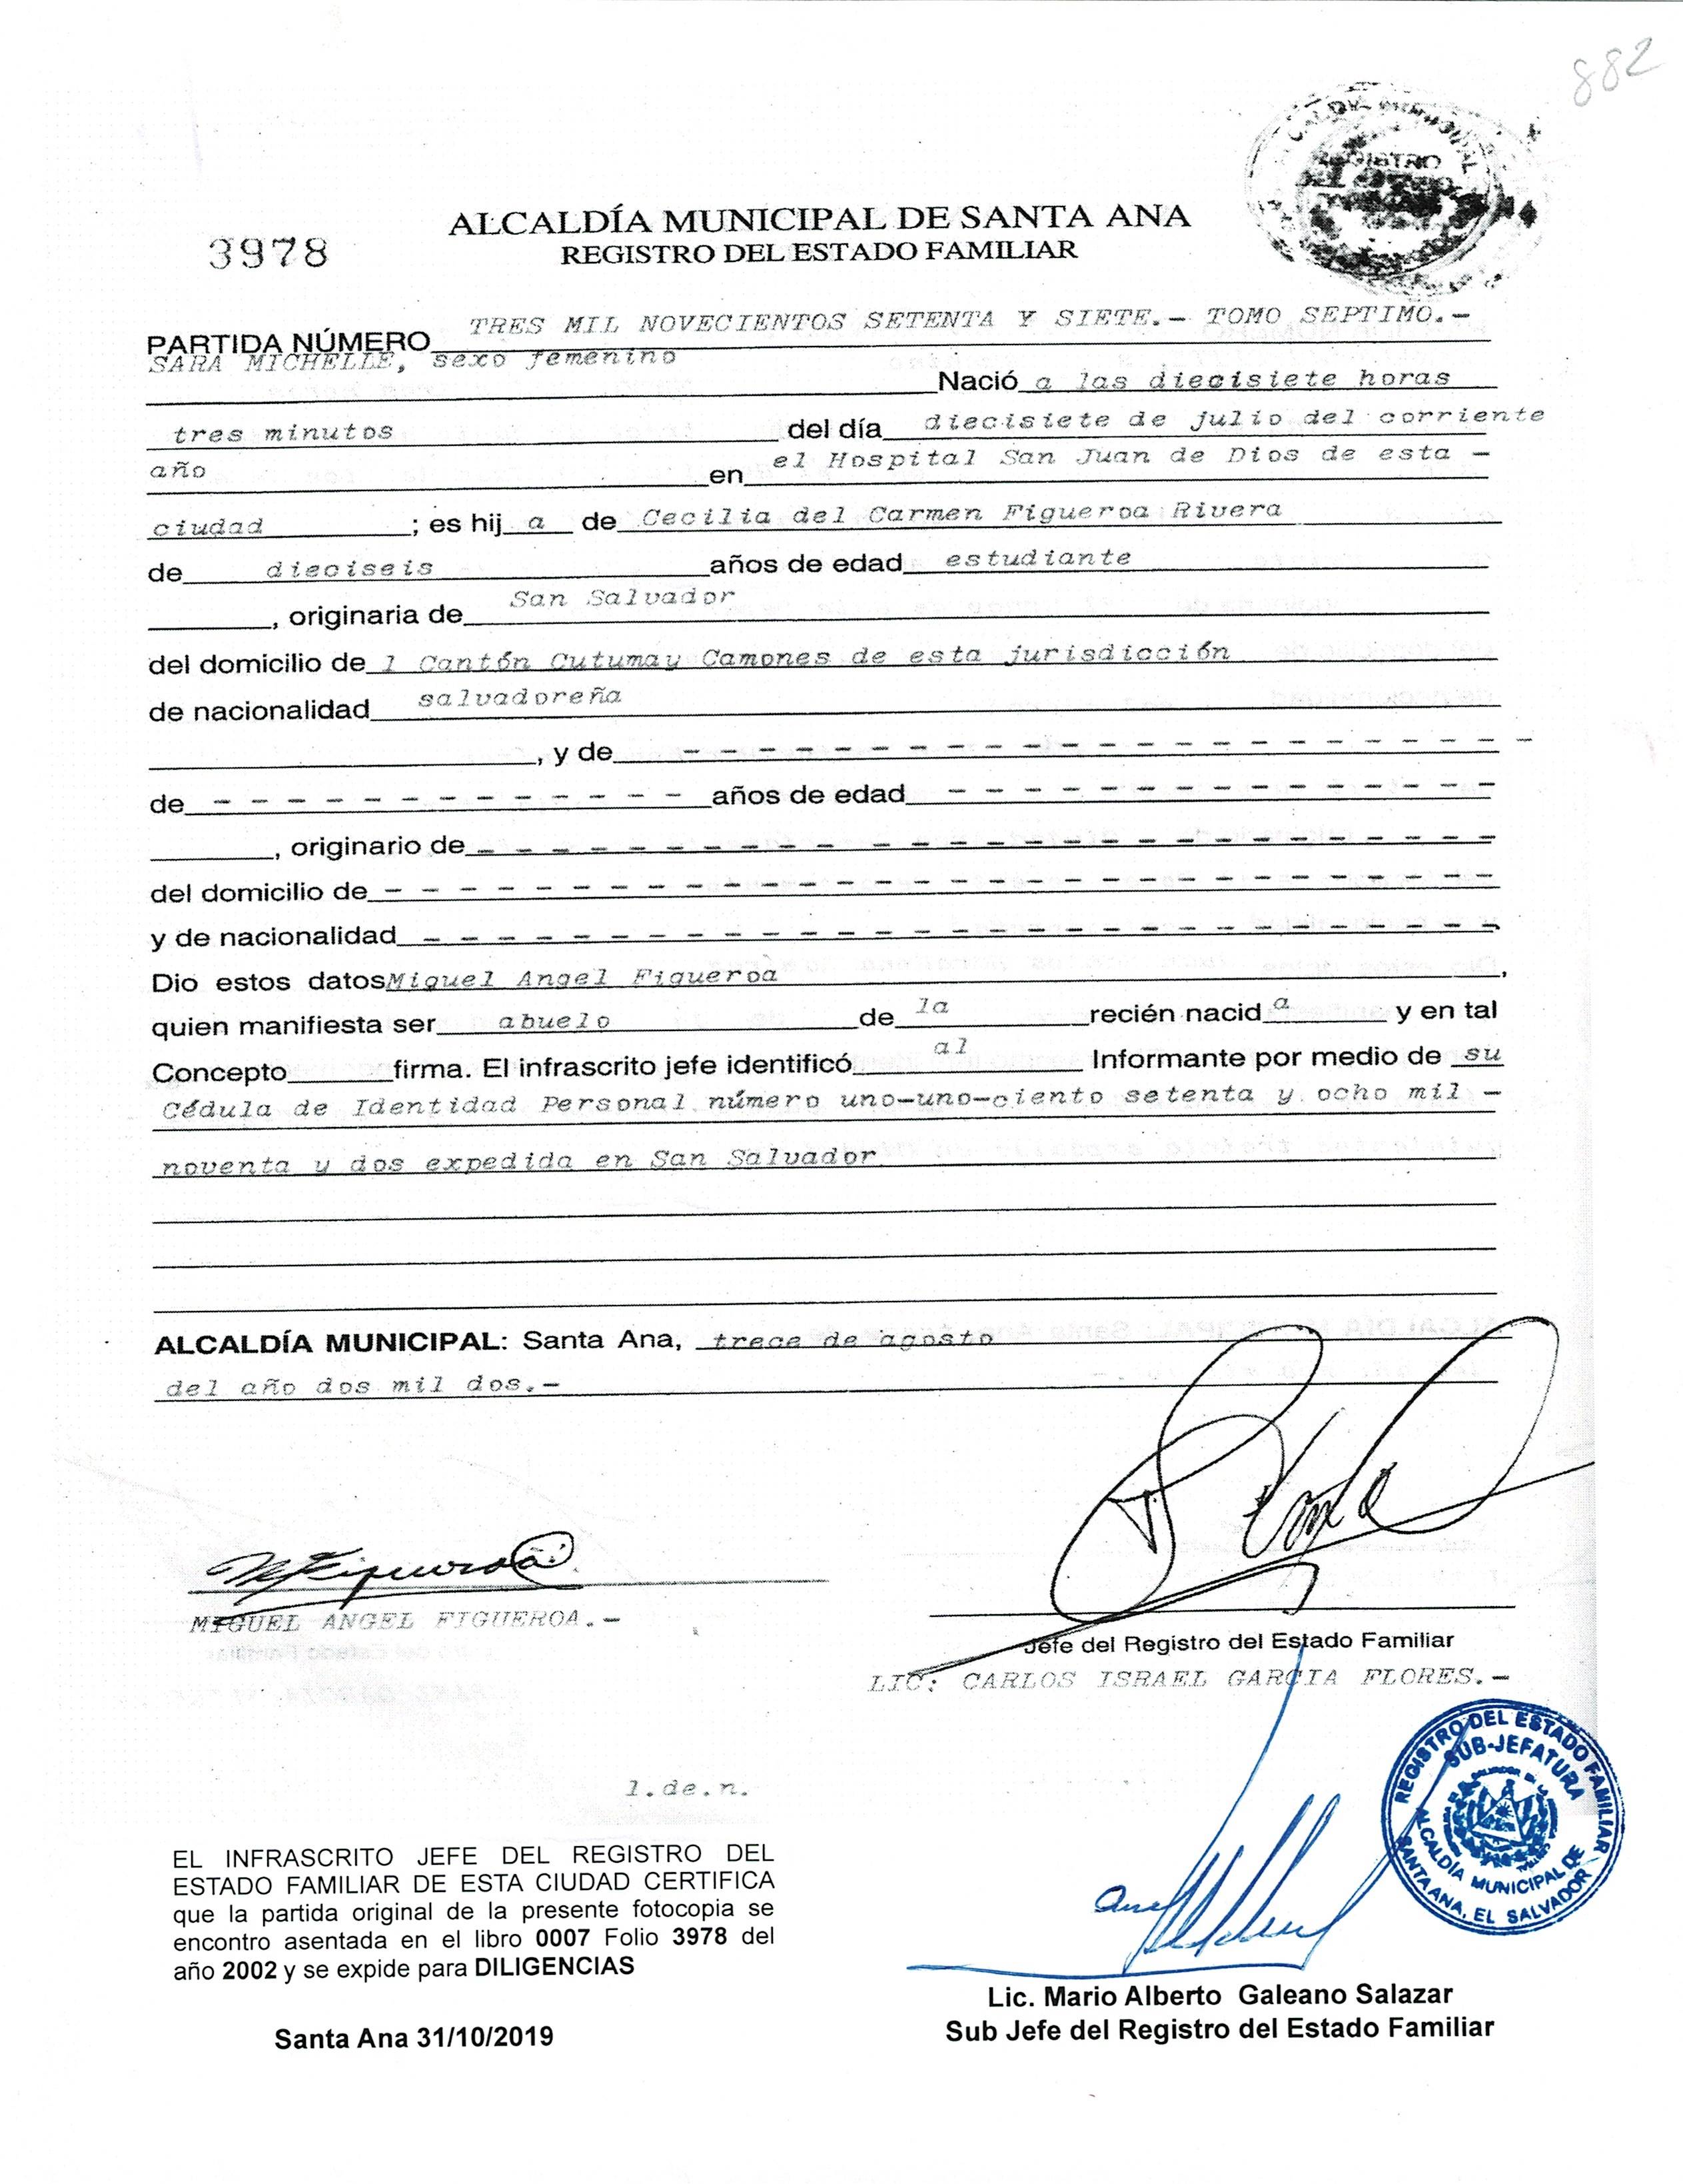 882
ALCALDÍA MUNICIPAL DE SANTA ANA
3978
REGISTRO DEL ESTADO FAMILIAR
PARTIDA NÚMERO TRES MIL NOVECIENTOS SETENTA Y SIETE.- TOMO SEPTIMO.-
SARA MICHELLE, sexo femenino
Nació a las diecisiete horas
tres minutos del día diecisiete de julio del corriente
año en el Hospital San Juan de Dios de esta -
ciudad ; es hij a de Cecilia del Carmen Figueroa Rivera
de dieciseis años de edad estudiante
, originaria de San Salvador
del domicilio de l Cantón Cutumay Camones de esta jurisdicción
de nacionalidad salvadoreña
, y de - - - - - - - - - - - - - - - - - - - - - - -
de - - - - - - - - - - - - - años de edad - - - - - - - - - - - - - - -
, originario de - - - - - - - - - - - - - - - - - - - - - - - - - - -
del domicilio de - - - - - - - - - - - - - - - - - - - - - - - - - - - - - -
y de nacionalidad - - - - - - - - - - - - - - - - - - - - - - - - - - - - -
Dio estos datos Miguel Angel Figueroa ,
quien manifiesta ser abuelo de la recién nacid a y en tal
Concepto firma. El infrascrito jefe identificó al Informante por medio de su
Cédula de Identidad Personal número uno-uno-ciento setenta y ocho mil -
noventa y dos expedida en San Salvador
ALCALDÍA MUNICIPAL: Santa Ana, trece de agosto
del año dos mil dos.-
MFigueroa
MIGUEL ANGEL FIGUEROA.-
Jefe del Registro del Estado Familiar
LIC: CARLOS ISRAEL GARCIA FLORES.-
REGISTRO DEL ESTADO FAMILIAR
SUB-JEFATURA
ALCALDÍA MUNICIPAL DE
SANTA ANA, EL SALVADOR
l.de.n.
EL INFRASCRITO JEFE DEL REGISTRO DEL
ESTADO FAMILIAR DE ESTA CIUDAD CERTIFICA
que la partida original de la presente fotocopia se
encontro asentada en el libro 0007 Folio 3978 del
año 2002 y se expide para DILIGENCIAS
Santa Ana 31/10/2019
Lic. Mario Alberto Galeano Salazar
Sub Jefe del Registro del Estado Familiar